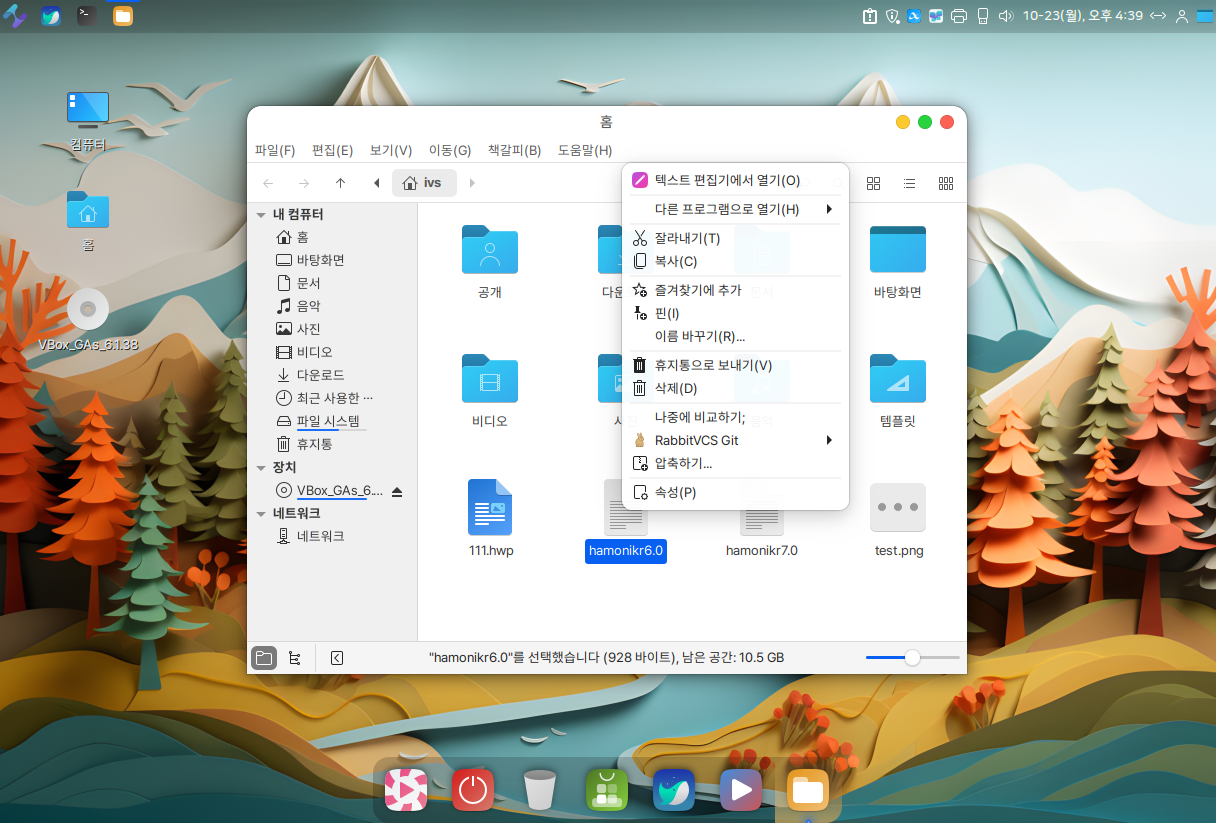 10-23(월), 오후 4:39
컴퓨터
홈
VBox_GAs_6.1.38
홈
파일(F) 편집(E) 보기(V) 이동(G) 책갈피(B) 도움말(H)
ivs
내 컴퓨터
홈
바탕화면
문서
음악
사진
비디오
다운로드
최근 사용한 ...
파일 시스템
휴지통
장치
VBox_GAs_6....
네트워크
네트워크
공개
바탕화면
비디오
템플릿
111.hwp
hamonikr6.0
hamonikr7.0
test.png
텍스트 편집기에서 열기(O)
다른 프로그램으로 열기(H)
잘라내기(T)
복사(C)
즐겨찾기에 추가
핀(I)
이름 바꾸기(R)...
휴지통으로 보내기(V)
삭제(D)
나중에 비교하기;
RabbitVCS Git
압축하기...
속성(P)
"hamonikr6.0"를 선택했습니다 (928 바이트), 남은 공간: 10.5 GB